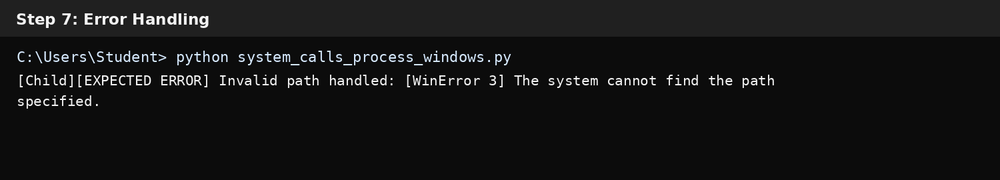 Step 7: Error Handling
C:\Users\Student> python system_calls_process_windows.py
[Child][EXPECTED ERROR] Invalid path handled: [WinError 3] The system cannot find the path
specified.